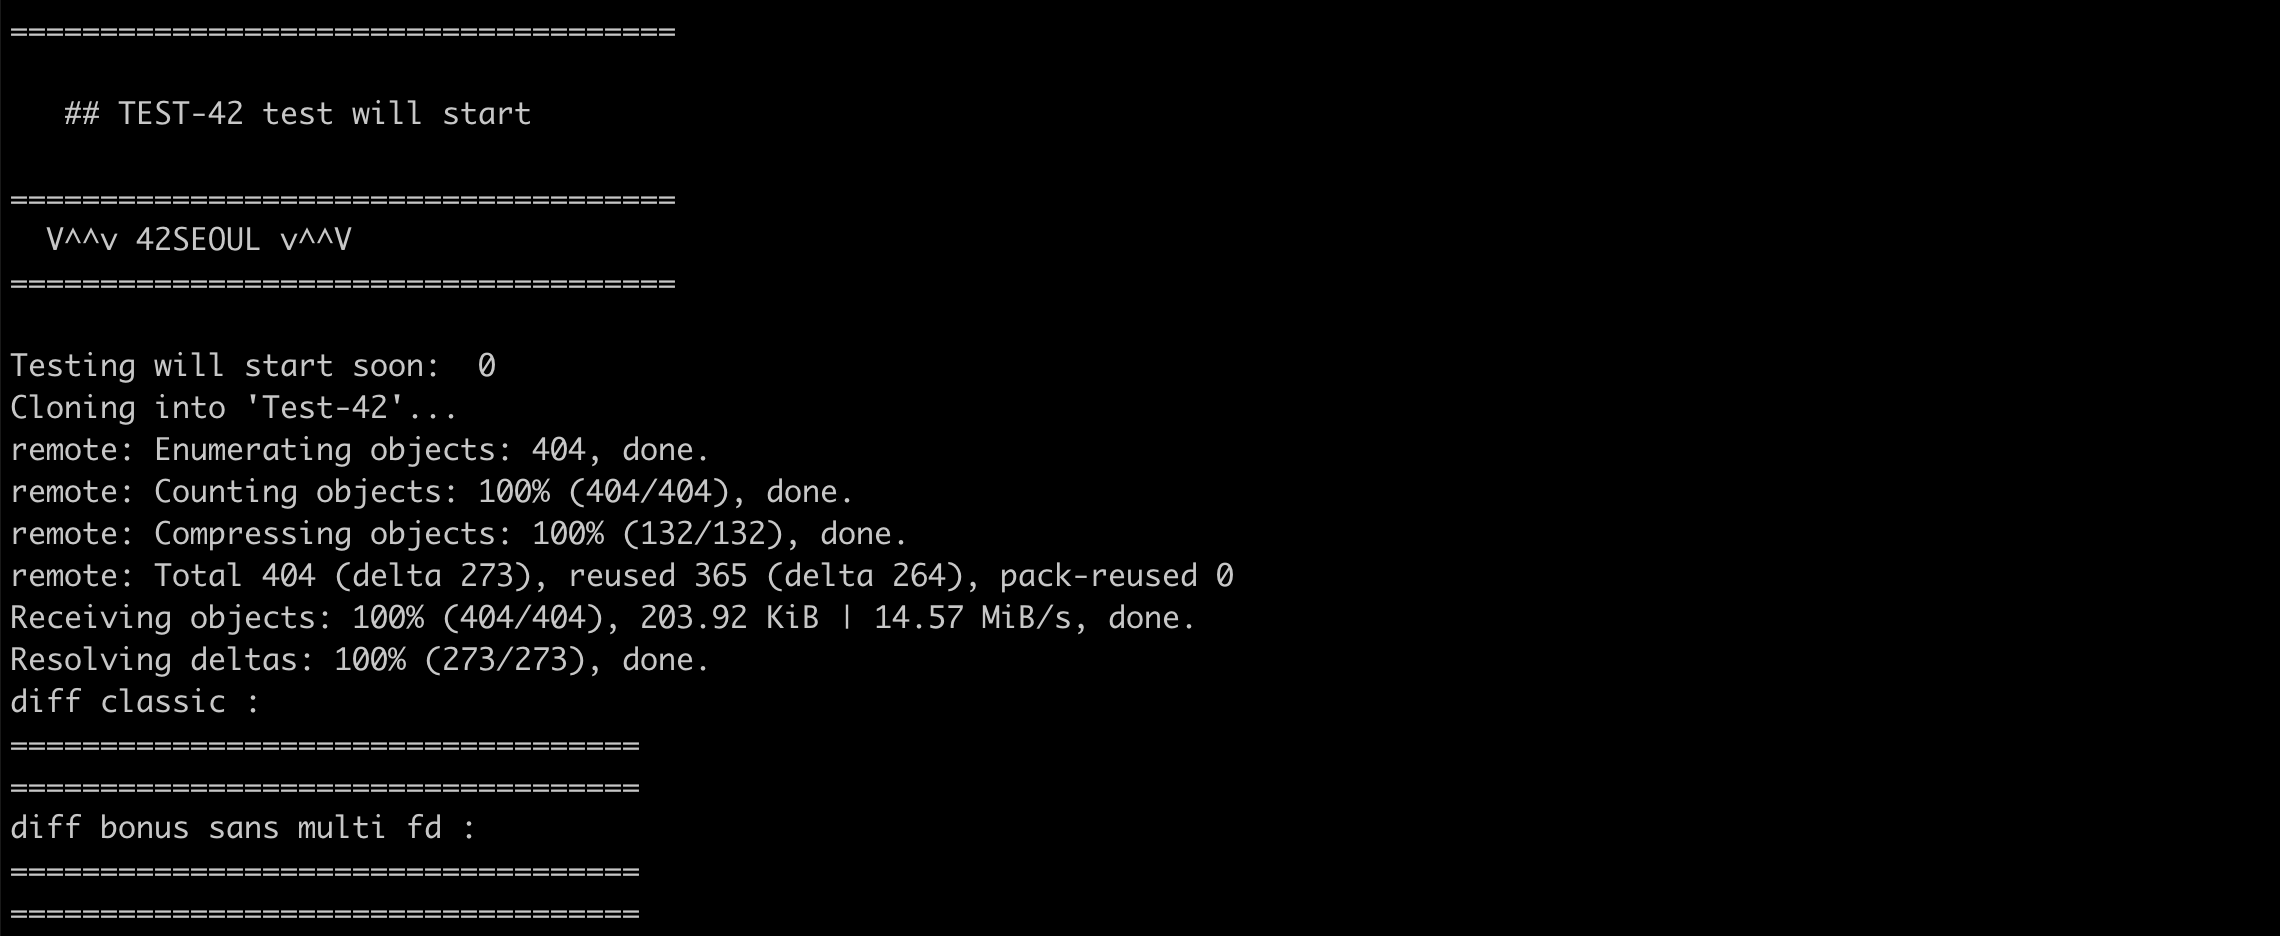 =====================================
## TEST-42 test will start
=====================================
V^^v 42SEOUL v^^V
=====================================
Testing will start soon:  0
Cloning into 'Test-42'...
remote: Enumerating objects: 404, done.
remote: Counting objects: 100% (404/404), done.
remote: Compressing objects: 100% (132/132), done.
remote: Total 404 (delta 273), reused 365 (delta 264), pack-reused 0
Receiving objects: 100% (404/404), 203.92 KiB | 14.57 MiB/s, done.
Resolving deltas: 100% (273/273), done.
diff classic :
===================================
===================================
diff bonus sans multi fd :
===================================
===================================